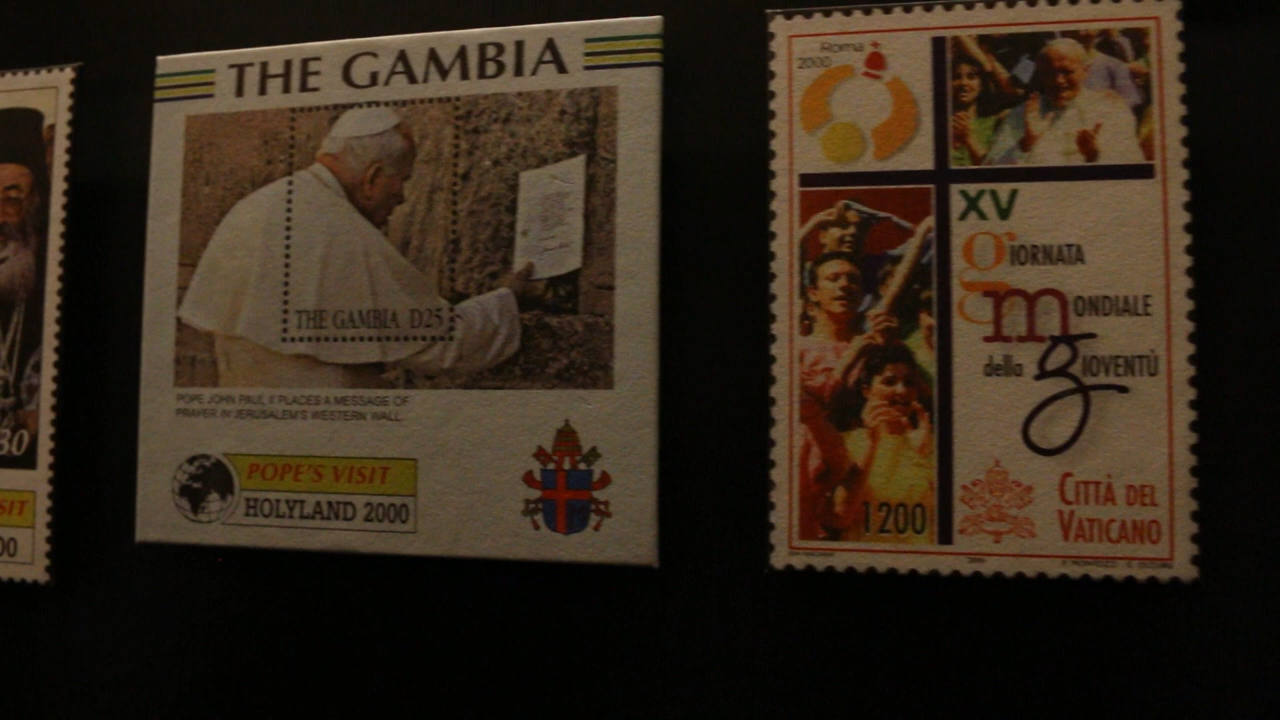 30
SIT
00
THE GAMBIA
THE GAMBIA D25
POPE JOHN PAUL II PLACES A MESSAGE OF
PRAYER IN JERUSALEM'S WESTERN WALL.
POPE'S VISIT
HOLYLAND 2000
Roma
2000
XV
GIORNATA
MONDIALE
della GIOVENTÙ
1200
CITTÀ DEL
VATICANO